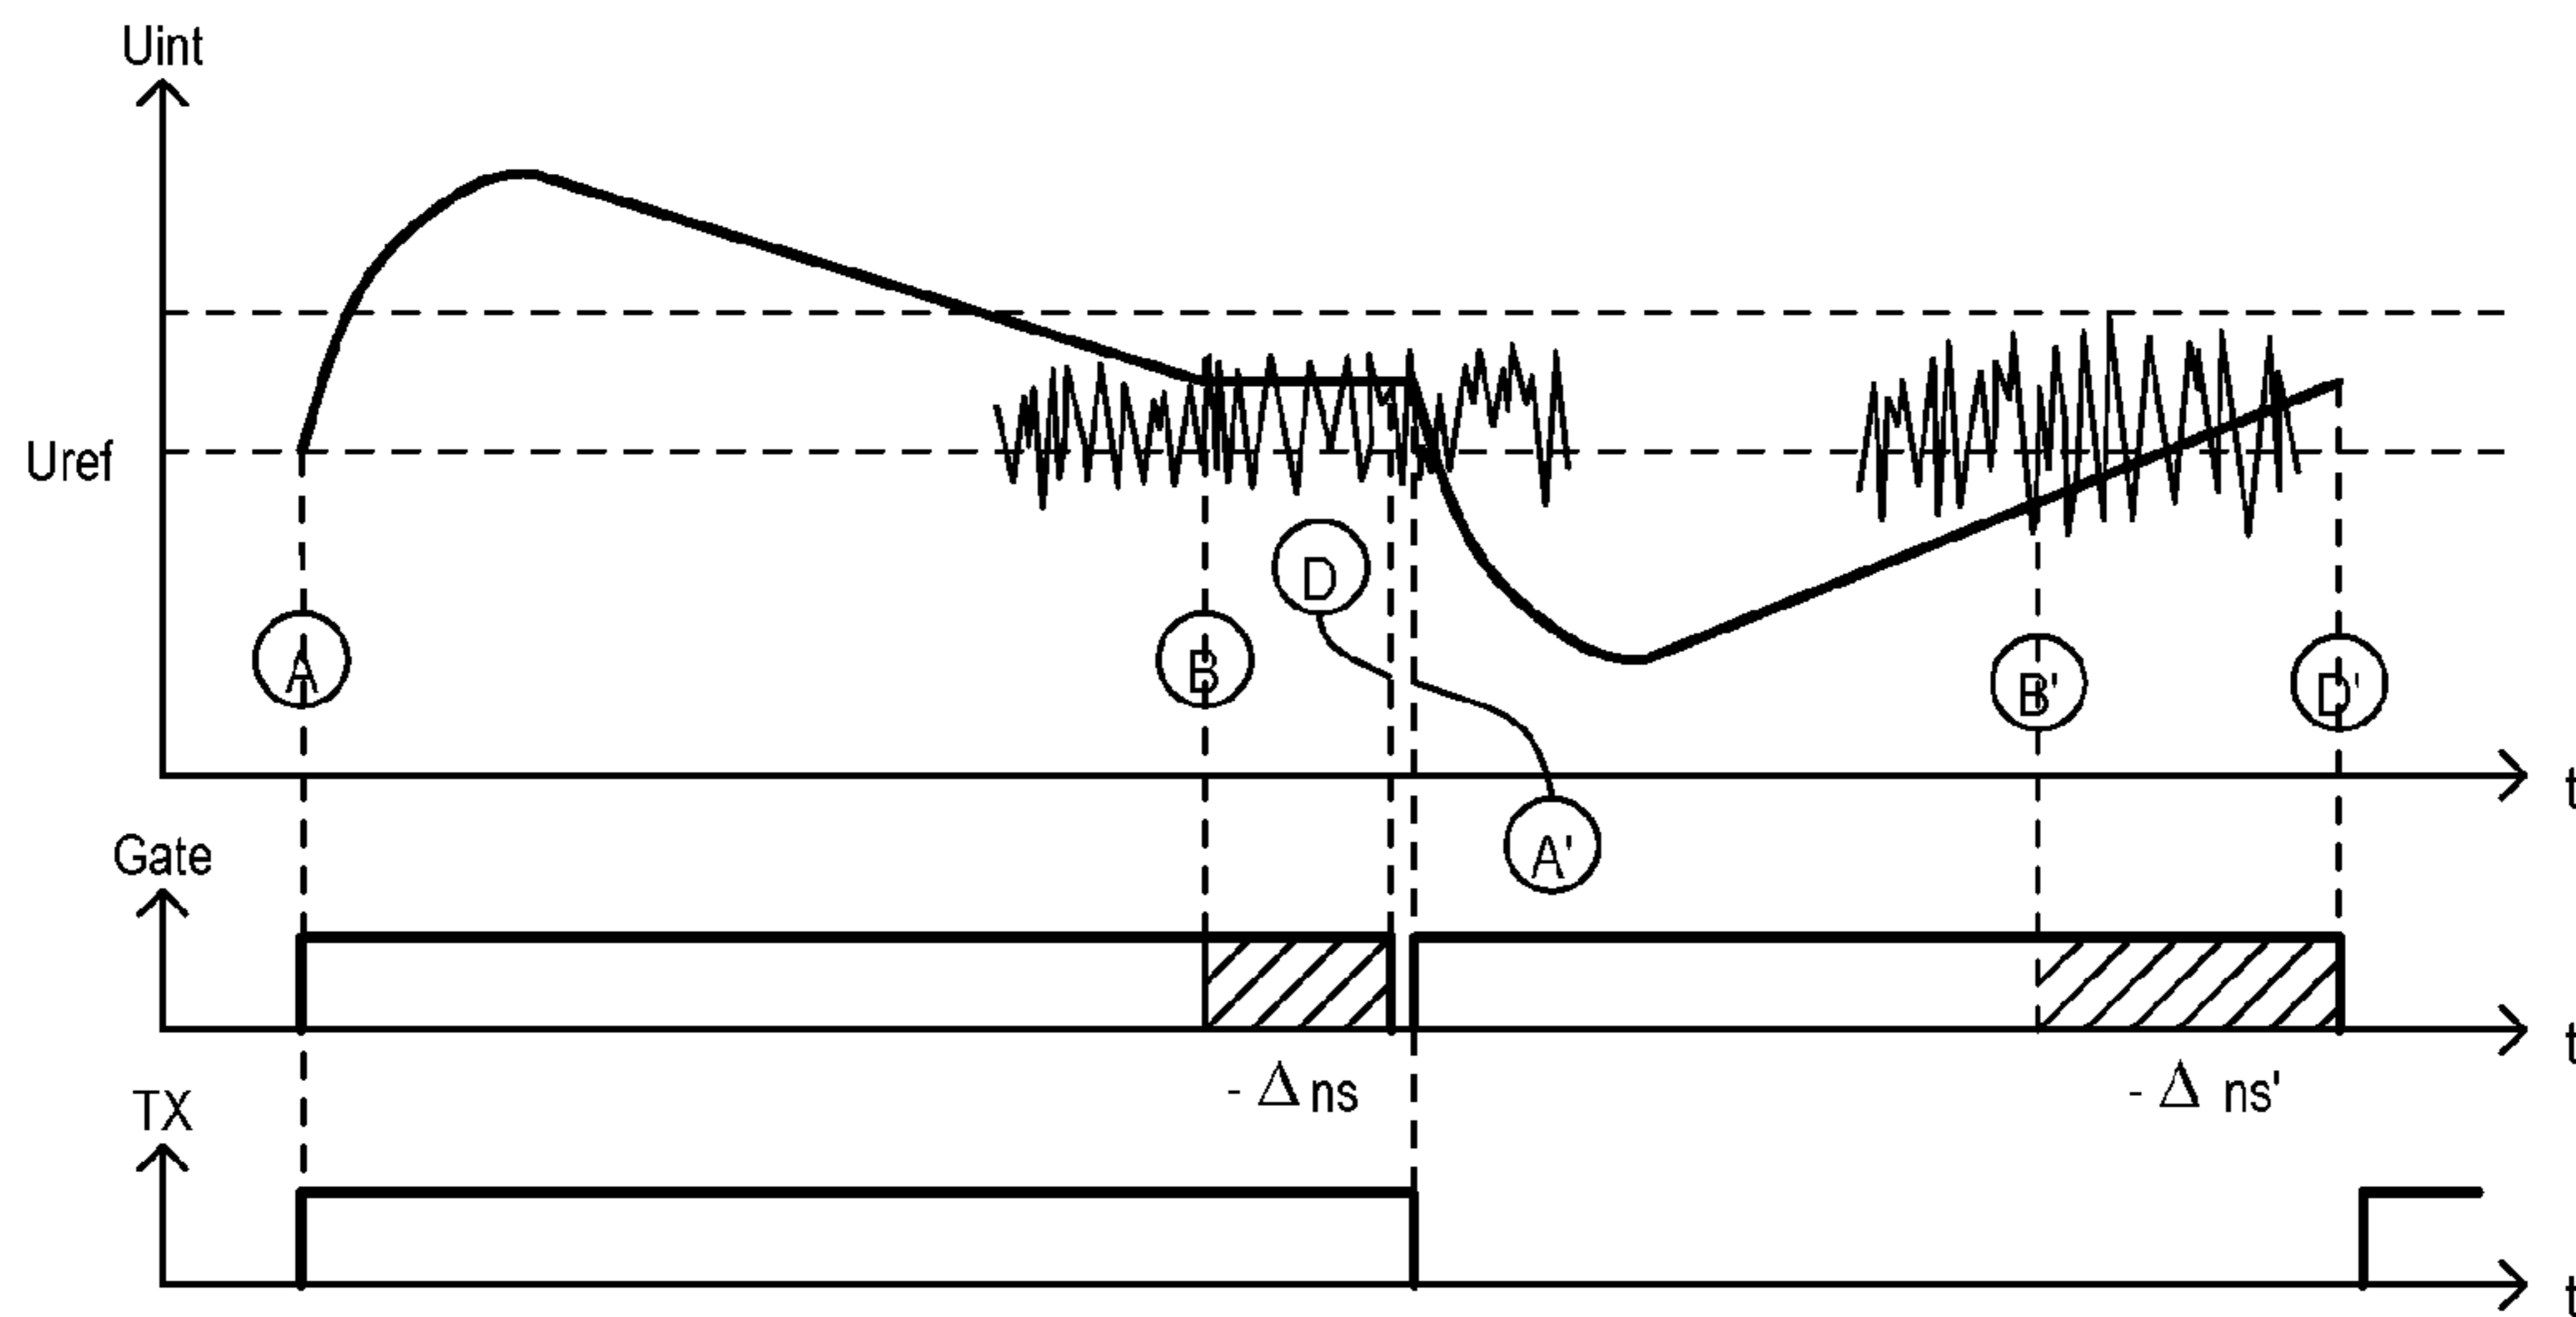 Uint
Uref
D
A
B
B'
D'
t
A'
Gate
t
- Δ ns
- Δ ns'
TX
t